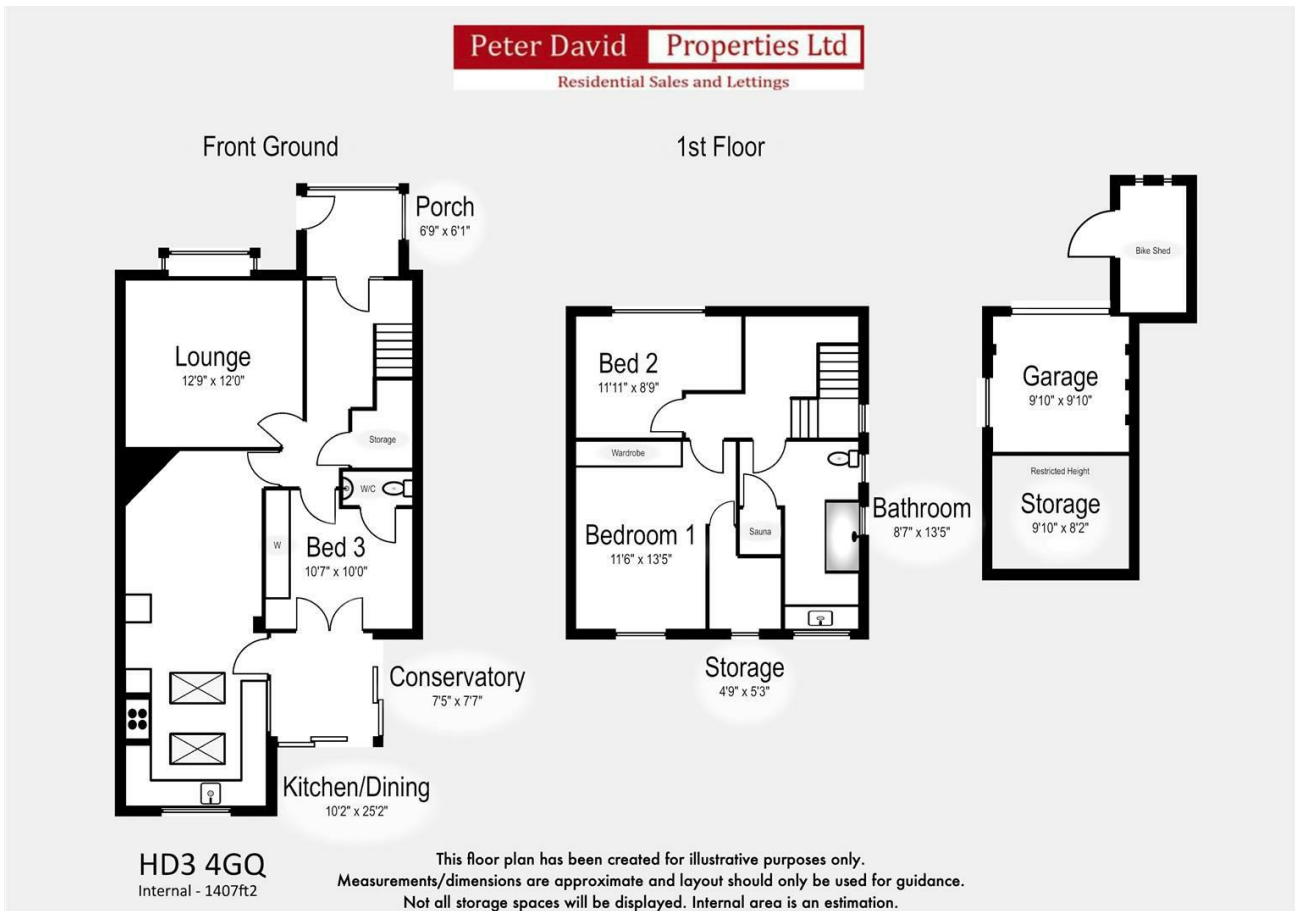 Peter David Properties Ltd
Residential Sales and Lettings
Front Ground
1st Floor
Porch
6'9" x 6'1"
Bike Shed
Lounge
12'9" x 12'0"
Storage
W/C
W
Bed 3
10'7" x 10'0"
Conservatory
7'5" x 7'7"
Kitchen/Dining
10'2" x 25'2"
Bed 2
11'11" x 8'9"
Wardrobe
Bedroom 1
11'6" x 13'5"
Sauna
Bathroom
8'7" x 13'5"
Storage
4'9" x 5'3"
Garage
9'10" x 9'10"
Restricted Height
Storage
9'10" x 8'2"
HD3 4GQ
Internal - 1407ft2
This floor plan has been created for illustrative purposes only.
Measurements/dimensions are approximate and layout should only be used for guidance.
Not all storage spaces will be displayed. Internal area is an estimation.